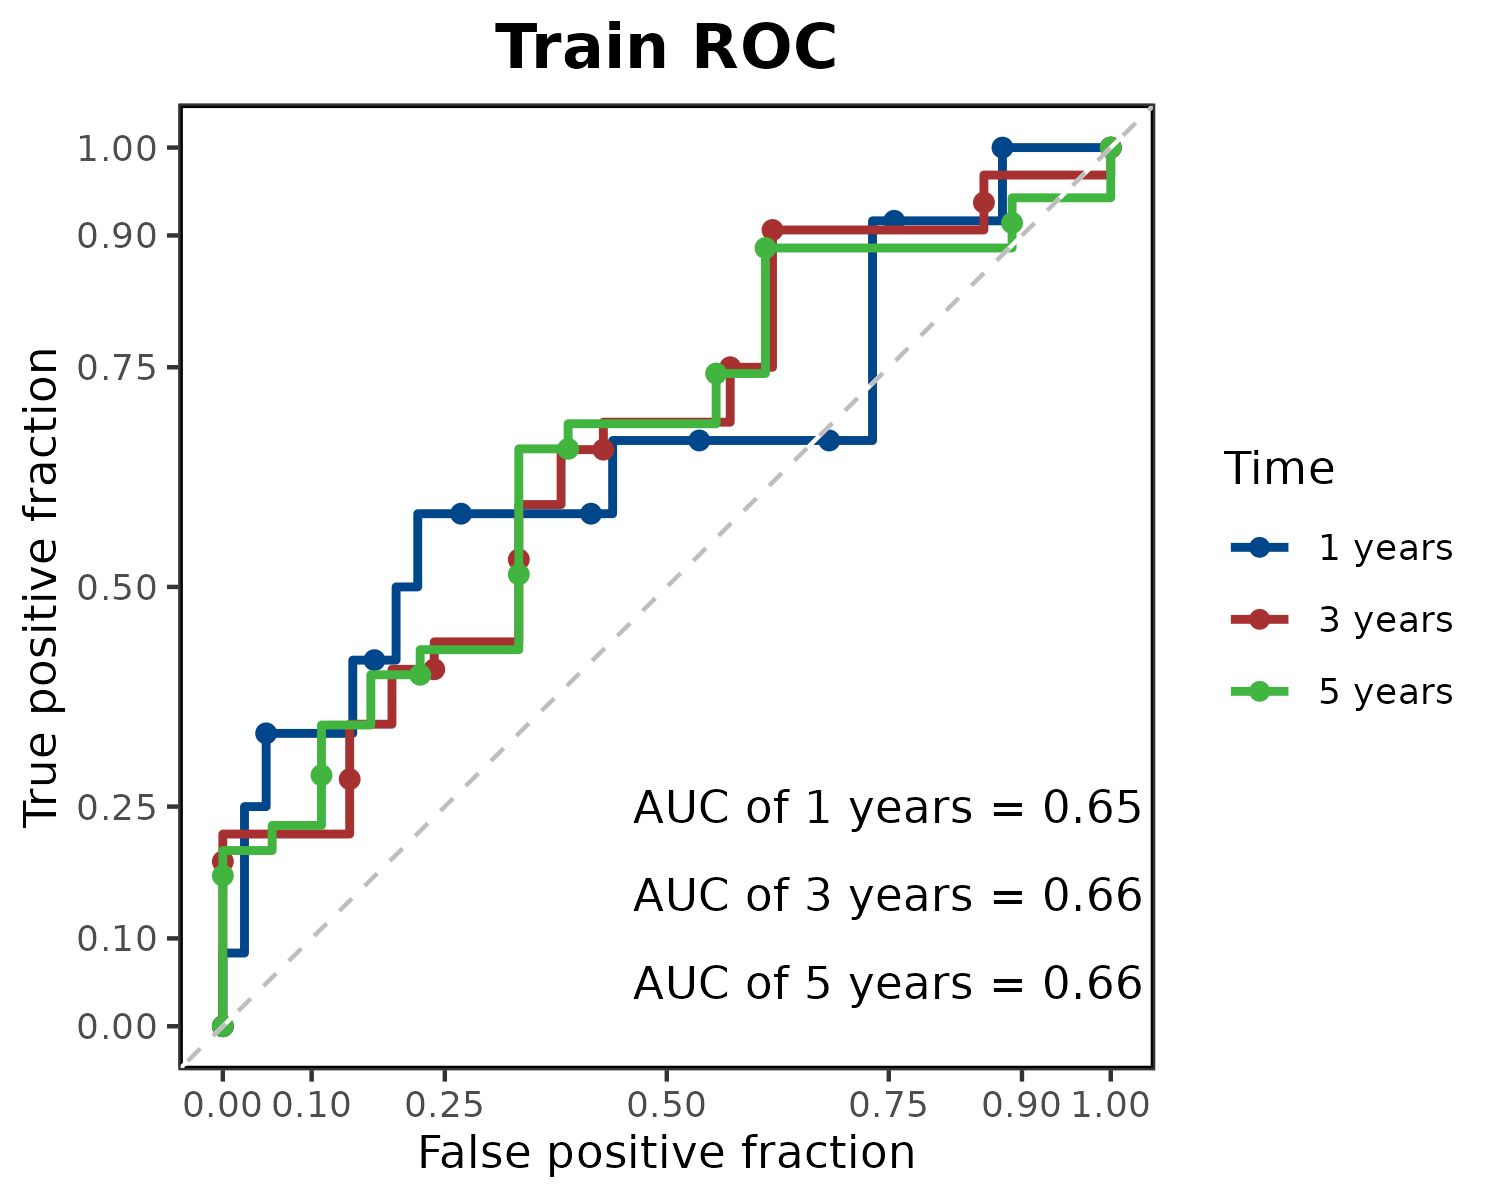 Train ROC
True positive fraction
1.00
0.90
0.75
0.50
0.25
0.10
0.00
AUC of 1 years = 0.65
AUC of 3 years = 0.66
AUC of 5 years = 0.66
0.00 0.10 0.25 0.50 0.75 0.90 1.00
False positive fraction
Time
1 years
3 years
5 years